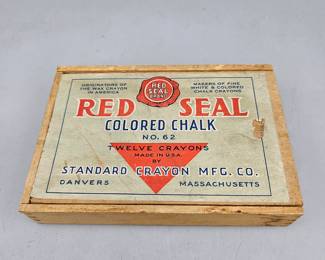 ORIGINATORS OF
THE WAX CRAYON
IN AMERICA
RED
SEAL
BRAND
MAKERS OF FINE
WHITE & COLORED
CHALK CRAYONS
RED SEAL
COLORED CHALK
NO. 62
TWELVE CRAYONS
MADE IN U.S.A.
BY
STANDARD CRAYON MFG. CO.
DANVERS MASSACHUSETTS